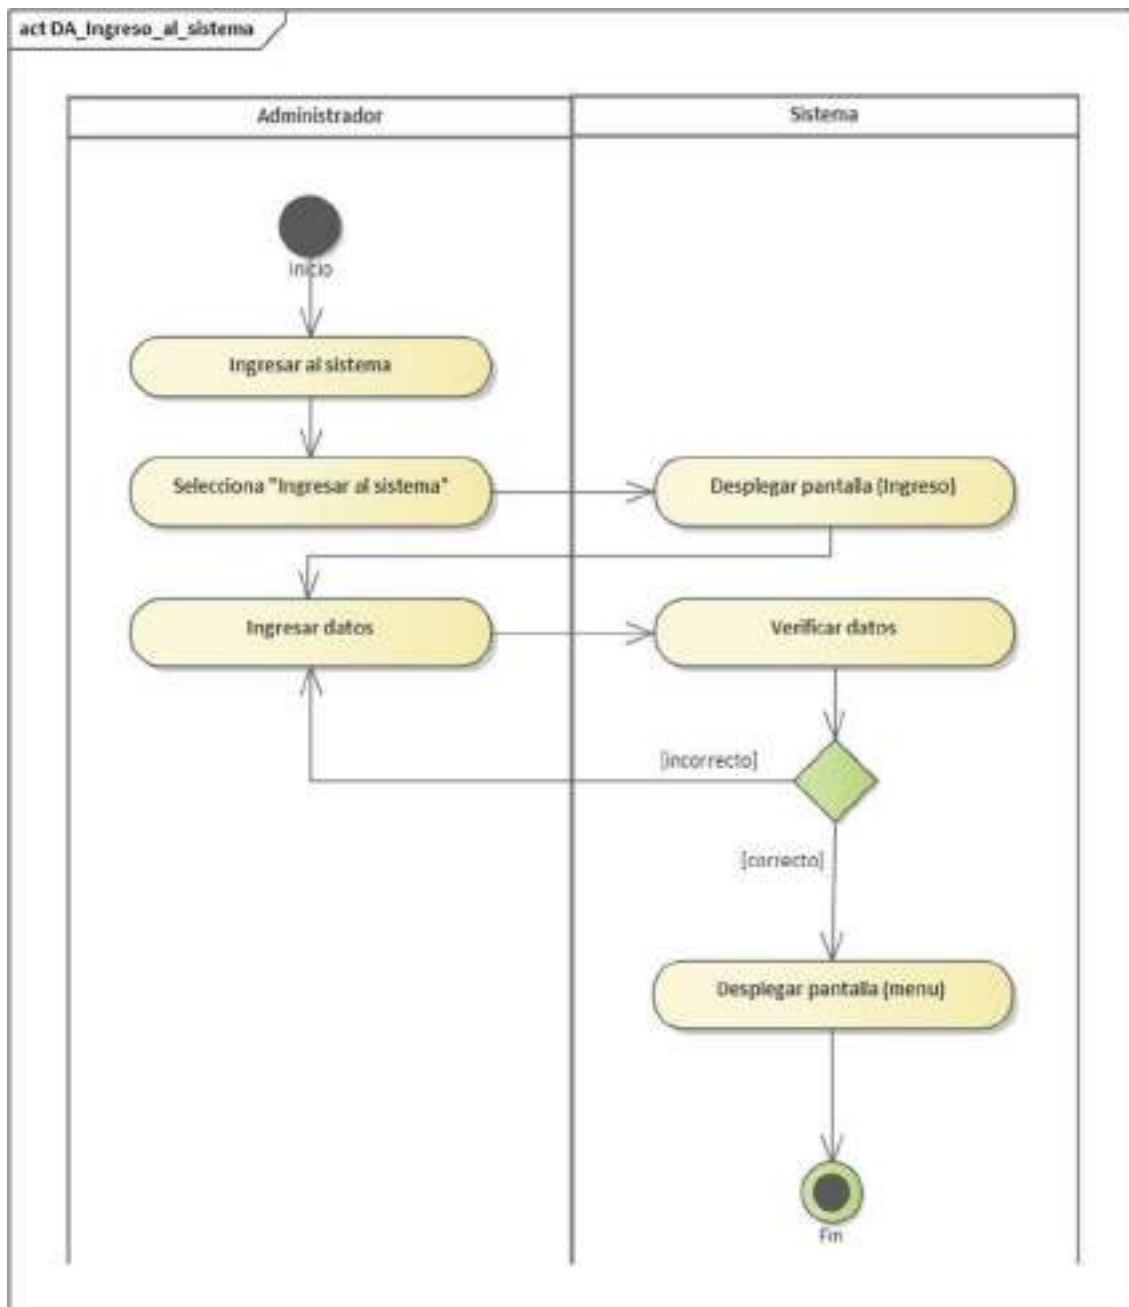 act DA_Ingreso_al_sistema
Administrador
Sistema
Inicio
Ingresar al sistema
Selecciona "Ingresar al sistema"
Desplegar pantalla (Ingreso)
Ingresar datos
Verificar datos
[incorrecto]
[correcto]
Desplegar pantalla (menu)
Fin